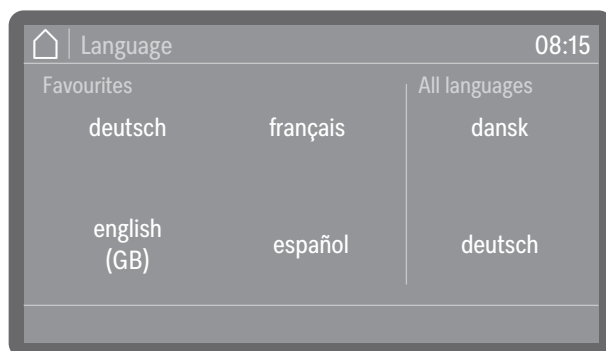 Language 08:15
Favourites All languages
deutsch français dansk
english
(GB) español deutsch